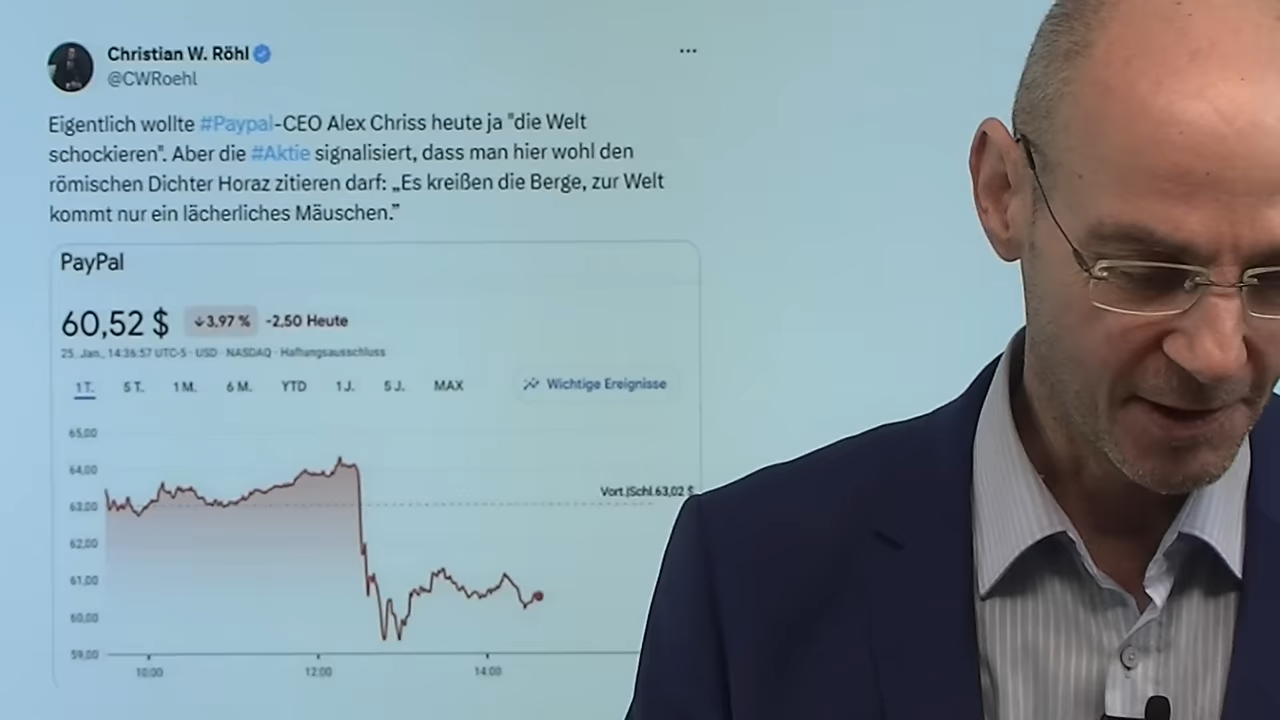 Christian W. Röhl
@CWRoehl
Eigentlich wollte #Paypal-CEO Alex Chriss heute ja "die Welt
schockieren". Aber die #Aktie signalisiert, dass man hier wohl den
römischen Dichter Horaz zitieren darf: „Es kreißen die Berge, zur Welt
kommt nur ein lächerliches Mäuschen.”
PayPal
60,52 $ ↓3,97 % -2,50 Heute
25. Jan., 14:36:57 UTC-5 · USD · NASDAQ · Haftungsausschluss
1T. 5 T. 1 M. 6 M. YTD 1 J. 5 J. MAX Wichtige Ereignisse
65,00
64,00
Vort.|Schl.63,02 $
63,00
62,00
61,00
60,00
59,00
10:00 12:00 14:00